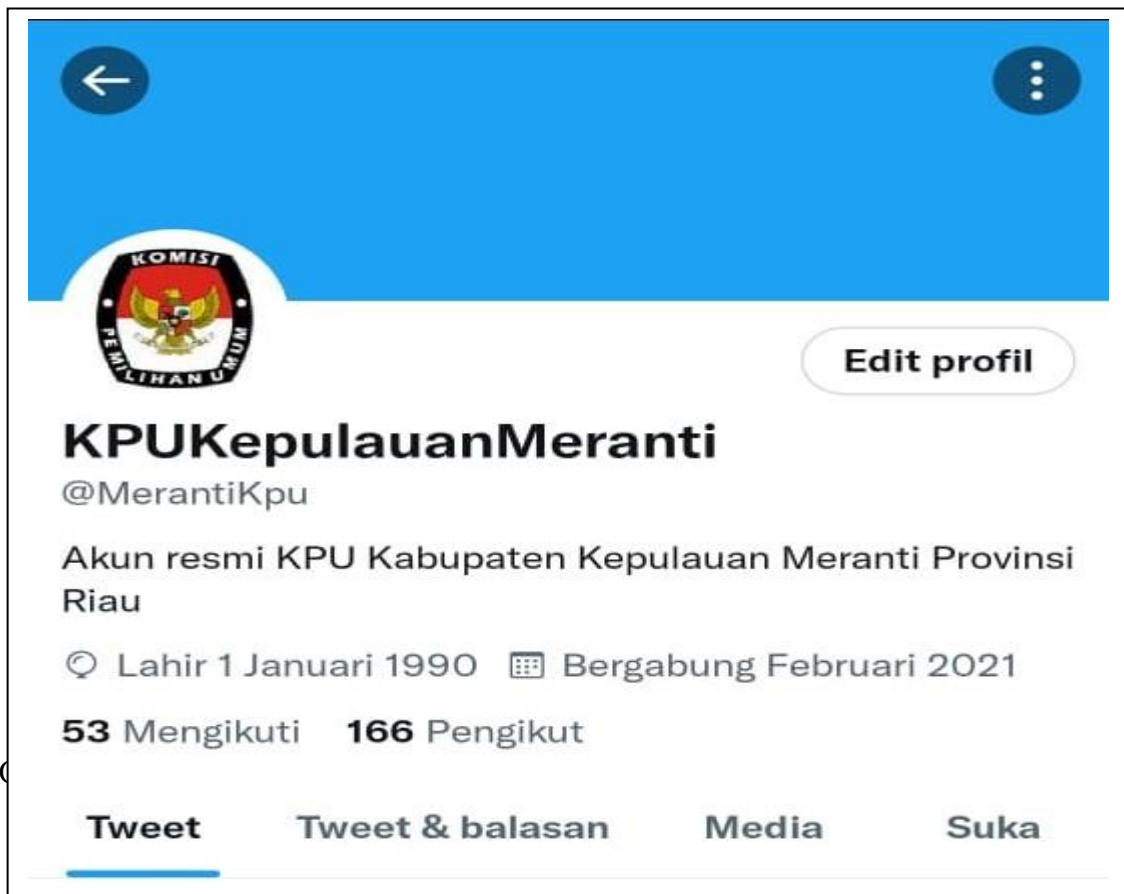 KOMISI
PEMILIHAN UMUM
Edit profil
KPUKepulauanMeranti
@MerantiKpu
Akun resmi KPU Kabupaten Kepulauan Meranti Provinsi
Riau
Lahir 1 Januari 1990 Bergabung Februari 2021
53 Mengikuti 166 Pengikut
Tweet Tweet & balasan Media Suka